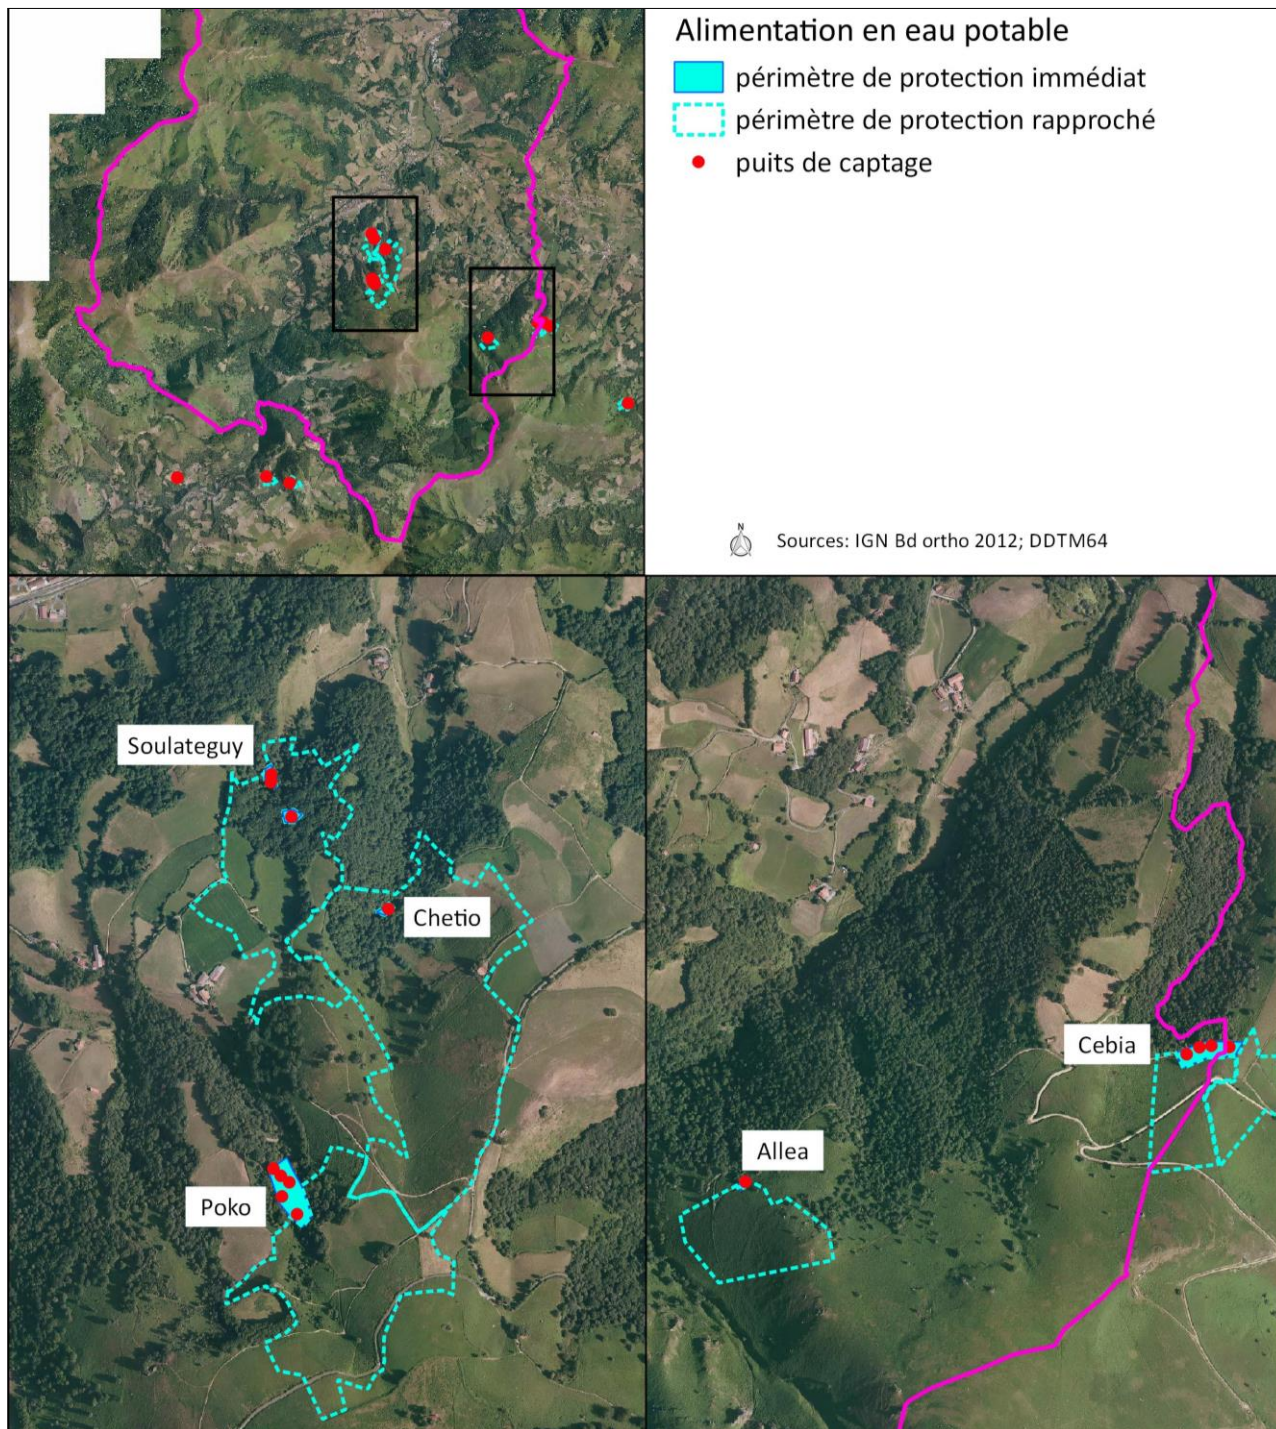 Alimentation en eau potable
périmètre de protection immédiat
périmètre de protection rapproché
puits de captage
N
Sources: IGN Bd ortho 2012; DDTM64
Soulateguy
Chetio
Poko
Cebia
Allea